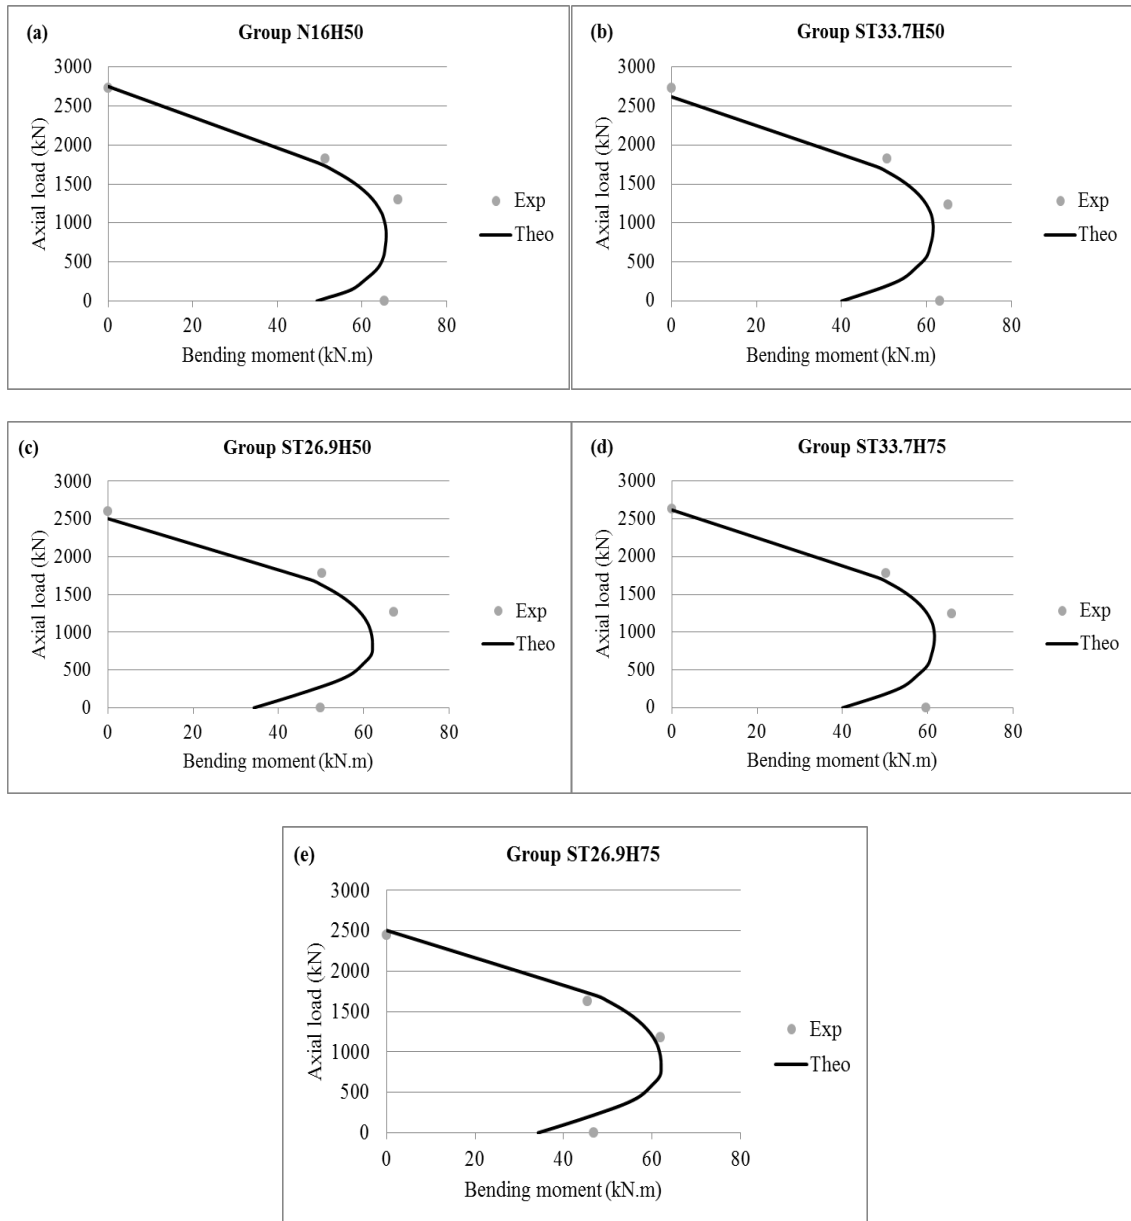 (a) Group N16H50
3000
2500
2000
1500
1000
500
0
Axial load (kN)
0 20 40 60 80
Bending moment (kN.m)
Exp
Theo
(b) Group ST33.7H50
3000
2500
2000
1500
1000
500
0
Axial load (kN)
0 20 40 60 80
Bending moment (kN.m)
Exp
Theo
(c) Group ST26.9H50
3000
2500
2000
1500
1000
500
0
Axial load (kN)
0 20 40 60 80
Bending moment (kN.m)
Exp
Theo
(d) Group ST33.7H75
3000
2500
2000
1500
1000
500
0
Axial load (kN)
0 20 40 60 80
Bending moment (kN.m)
Exp
Theo
(e) Group ST26.9H75
3000
2500
2000
1500
1000
500
0
Axial load (kN)
0 20 40 60 80
Bending moment (kN.m)
Exp
Theo